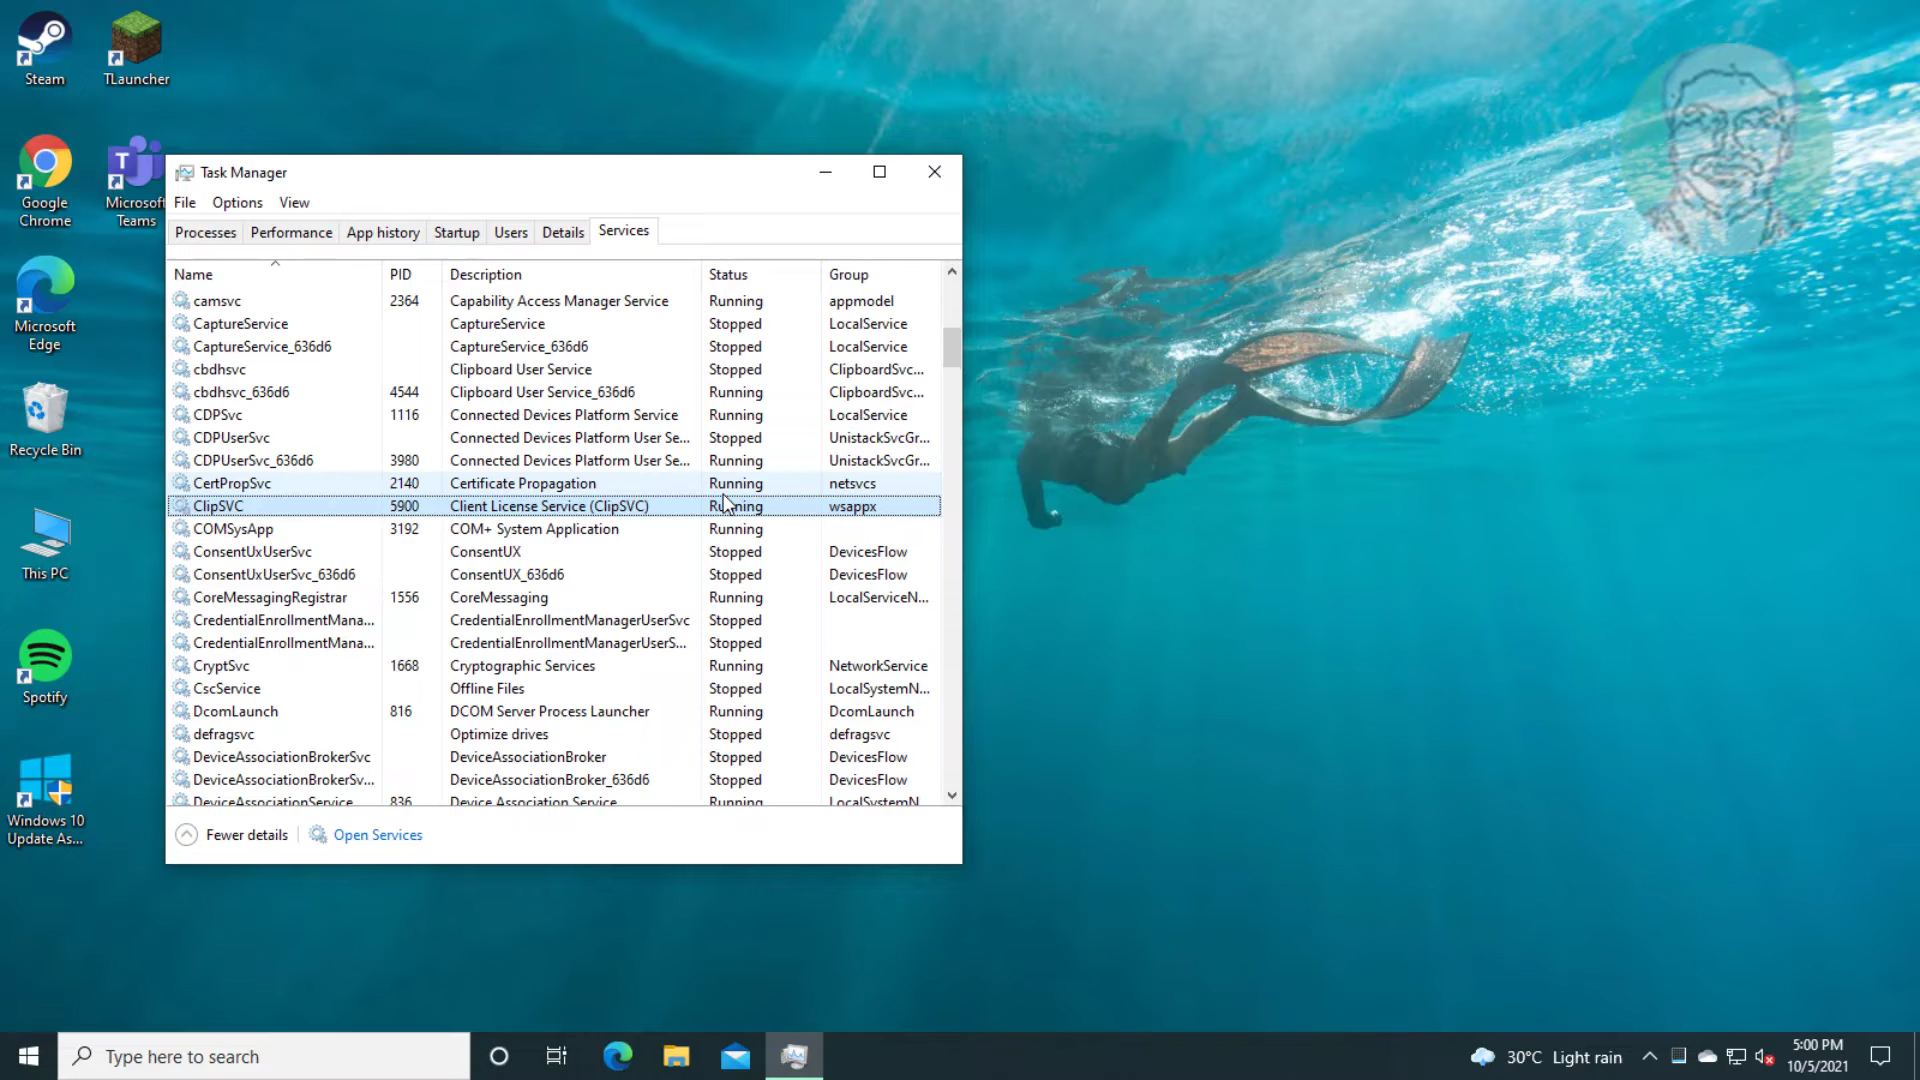 Steam
TLauncher
Google
Chrome
Microsoft
Teams
Microsoft
Edge
Recycle Bin
This PC
Spotify
Windows 10
Update As...
Task Manager
File Options View
Processes Performance App history Startup Users Details Services
Name PID Description Status Group
camsvc 2364 Capability Access Manager Service Running appmodel
CaptureService CaptureService Stopped LocalService
CaptureService_636d6 CaptureService_636d6 Stopped LocalService
cbdhsvc Clipboard User Service Stopped ClipboardSvc...
cbdhsvc_636d6 4544 Clipboard User Service_636d6 Running ClipboardSvc...
CDPSvc 1116 Connected Devices Platform Service Running LocalService
CDPUserSvc Connected Devices Platform User Se... Stopped UnistackSvcGr...
CDPUserSvc_636d6 3980 Connected Devices Platform User Se... Running UnistackSvcGr...
CertPropSvc 2140 Certificate Propagation Running netsvcs
ClipSVC 5900 Client License Service (ClipSVC) Running wsappx
COMSysApp 3192 COM+ System Application Running
ConsentUxUserSvc ConsentUX Stopped DevicesFlow
ConsentUxUserSvc_636d6 ConsentUX_636d6 Stopped DevicesFlow
CoreMessagingRegistrar 1556 CoreMessaging Running LocalServiceN...
CredentialEnrollmentMana... CredentialEnrollmentManagerUserSvc Stopped
CredentialEnrollmentMana... CredentialEnrollmentManagerUserS... Stopped
CryptSvc 1668 Cryptographic Services Running NetworkService
CscService Offline Files Stopped LocalSystemN...
DcomLaunch 816 DCOM Server Process Launcher Running DcomLaunch
defragsvc Optimize drives Stopped defragsvc
DeviceAssociationBrokerSvc DeviceAssociationBroker Stopped DevicesFlow
DeviceAssociationBrokerSv... DeviceAssociationBroker_636d6 Stopped DevicesFlow
DeviceAssociationService 836 Device Association Service Running LocalSystemN
Fewer details Open Services
Type here to search
30°C Light rain
5:00 PM
10/5/2021